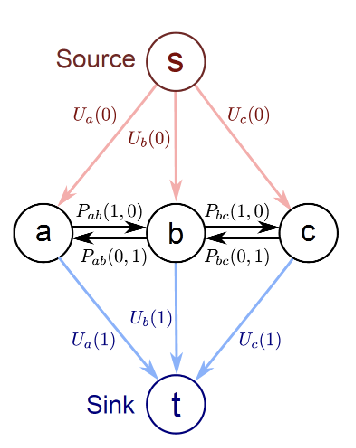 Source s
U_a(0)
U_b(0)
U_c(0)
P_{ab}(1,0)
P_{bc}(1,0)
a
b
c
P_{ab}(0,1)
P_{bc}(0,1)
U_a(1)
U_b(1)
U_c(1)
Sink t